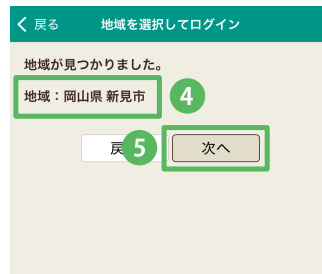 戻る 地域を選択してログイン
地域が見つかりました。
地域：岡山県 新見市 4
戻 5 次へ